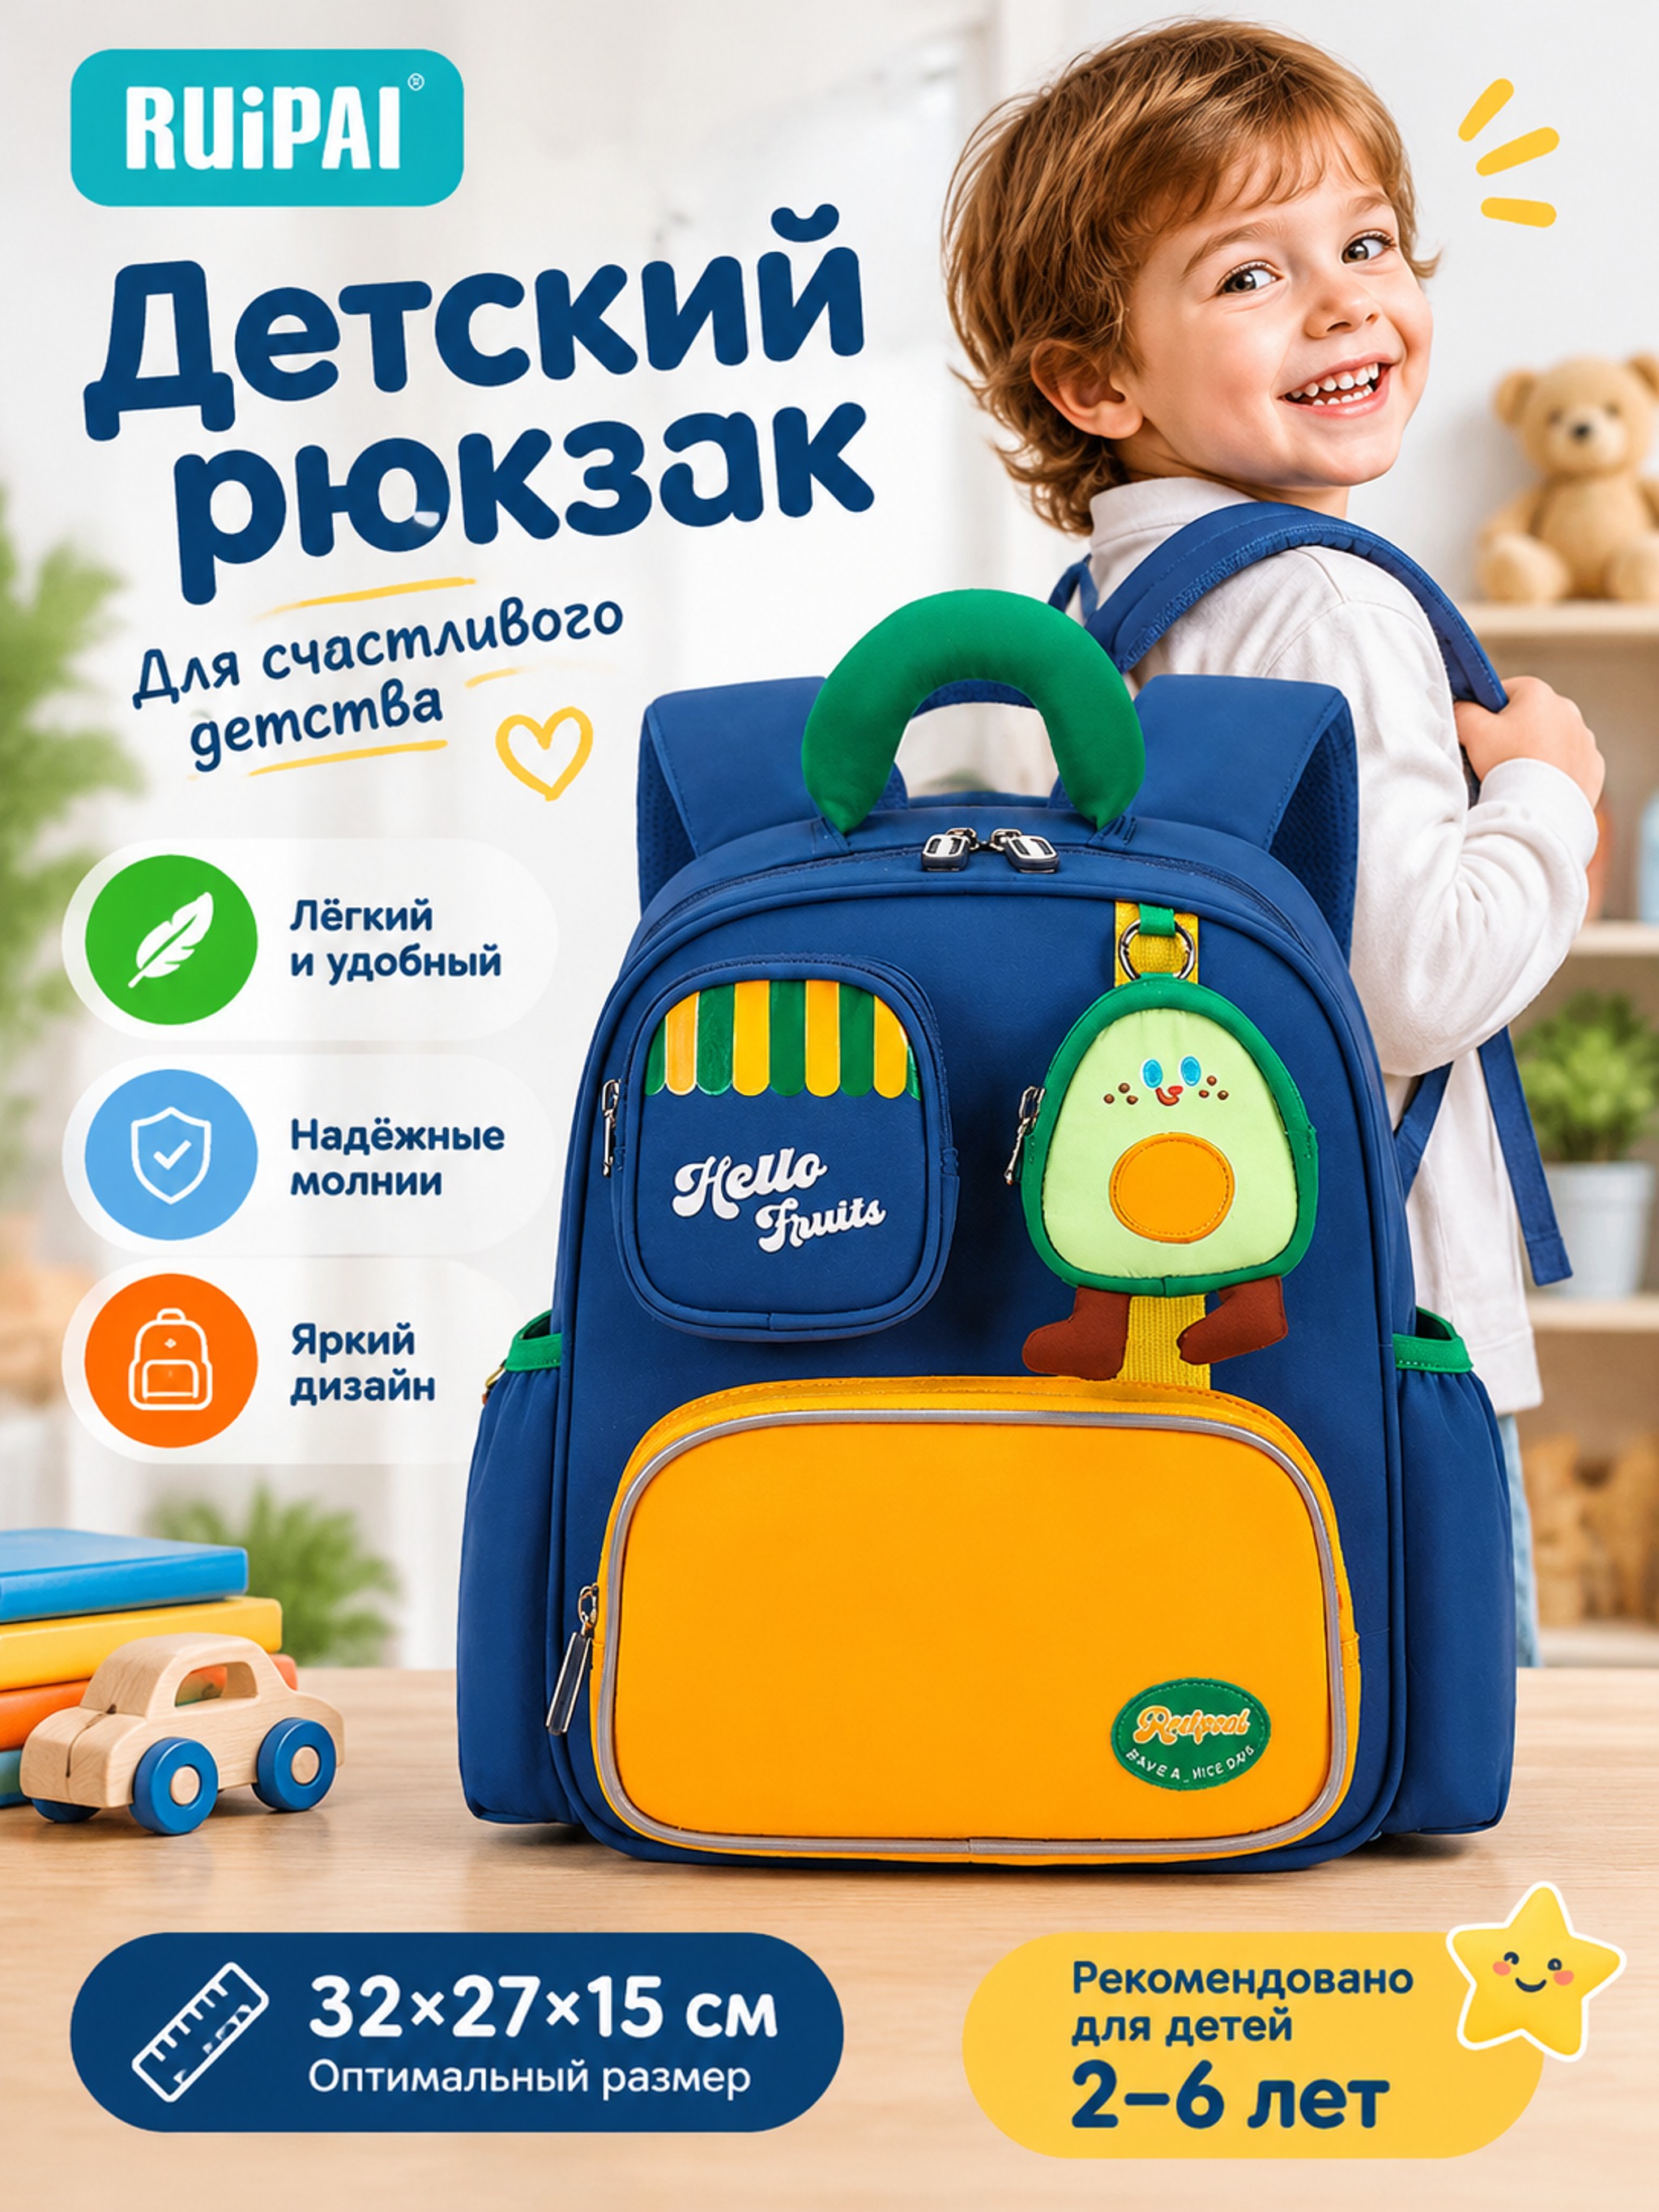 RUiPAI®
Детский
рюкзак
Для счастливого
детства
Лёгкий
и удобный
Надёжные
молнии
Яркий
дизайн
Hello
Fruits
32×27×15 см
Оптимальный размер
Рекомендовано
для детей
2–6 лет